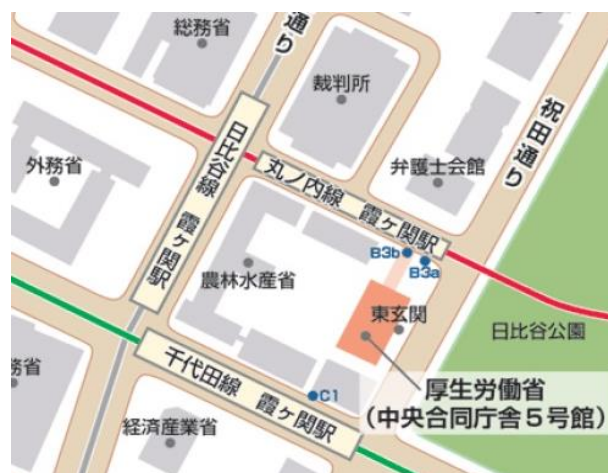 総務省
通り
裁判所
祝田通り
日比谷線 霞ヶ関駅
外務省
丸ノ内線 霞ヶ関駅
弁護士会館
B3b
B3a
農林水産省
東玄関
日比谷公園
千代田線 霞ヶ関駅
務省
C1
厚生労働省
(中央合同庁舎5号館)
経済産業省